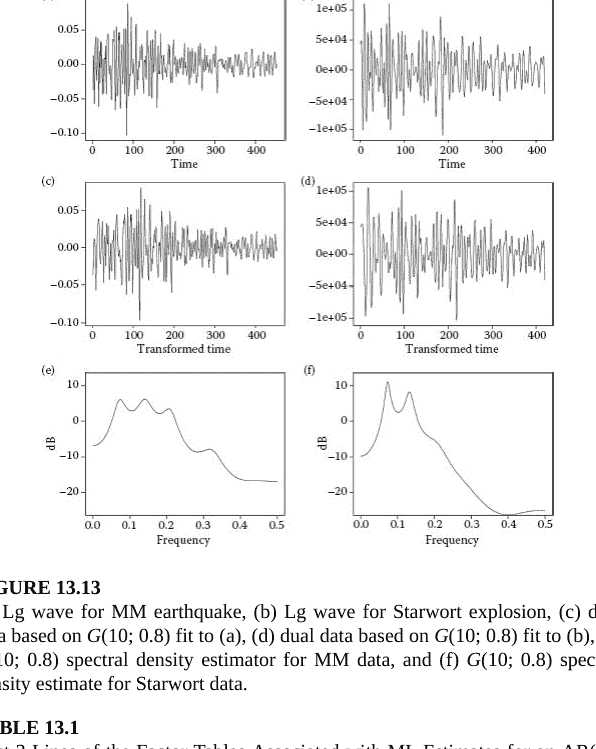 1e+05
0.05
5e+04
0.00
0e+00
−0.05
−5e+04
−0.10
−1e+05
0 100 200 300 400
0 100 200 300 400
Time
Time
(c)
(d)
0.05
1e+05
0.00
5e+04
−0.05
0e+00
−0.10
−5e+04
−1e+05
0 100 200 300 400
0 100 200 300 400
Transformed time
Transformed time
(e)
(f)
10
0
−10
−20
dB
10
0
−10
−20
dB
0.0 0.1 0.2 0.3 0.4 0.5
0.0 0.1 0.2 0.3 0.4 0.5
Frequency
Frequency
GURE 13.13
Lg wave for MM earthquake, (b) Lg wave for Starwort explosion, (c) d
a based on G(10; 0.8) fit to (a), (d) dual data based on G(10; 0.8) fit to (b),
10; 0.8) spectral density estimator for MM data, and (f) G(10; 0.8) spec
sity estimate for Starwort data.
BLE 13.1